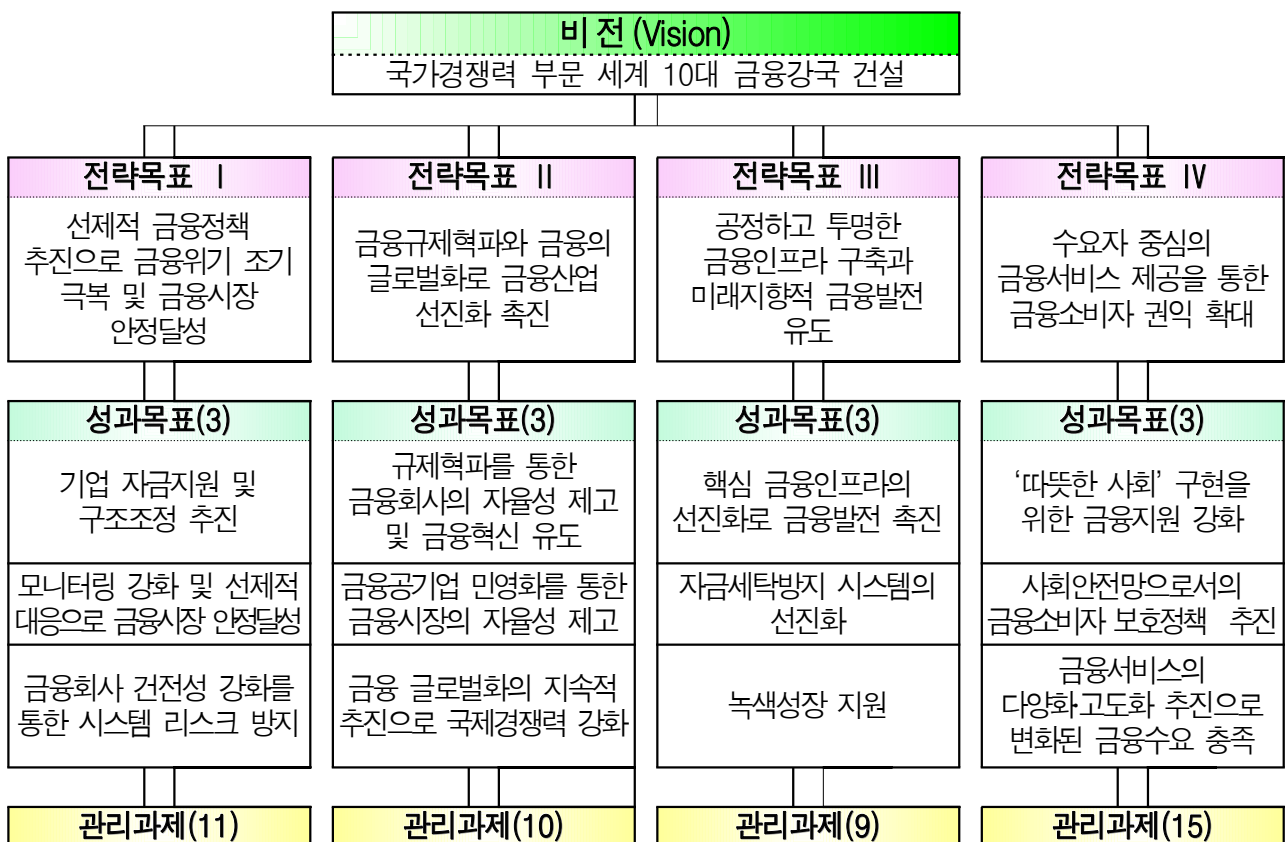 비 전(Vision)
국가경쟁력 부문 세계 10대 금융강국 건설
전략목표 Ⅰ
선제적 금융정책
추진으로 금융위기 조기
극복 및 금융시장
안정달성
전략목표 Ⅱ
금융규제혁파와 금융의
글로벌화로 금융산업
선진화 촉진
전략목표 Ⅲ
공정하고 투명한
금융인프라 구축과
미래지향적 금융발전
유도
전략목표 Ⅳ
수요자 중심의
금융서비스 제공을 통한
금융소비자 권익 확대
성과목표(3)
기업 자금지원 및
구조조정 추진
모니터링 강화 및 선제적
대응으로 금융시장 안정달성
금융회사 건전성 강화를
통한 시스템 리스크 방지
성과목표(3)
규제혁파를 통한
금융회사의 자율성 제고
및 금융혁신 유도
금융공기업 민영화를 통한
금융시장의 자율성 제고
금융 글로벌화의 지속적
추진으로 국제경쟁력 강화
성과목표(3)
핵심 금융인프라의
선진화로 금융발전 촉진
자금세탁방지 시스템의
선진화
녹색성장 지원
성과목표(3)
‘따뜻한 사회’ 구현을
위한 금융지원 강화
사회안전망으로서의
금융소비자 보호정책 추진
금융서비스의
다양화·고도화 추진으로
변화된 금융수요 충족
관리과제(11)
관리과제(10)
관리과제(9)
관리과제(15)